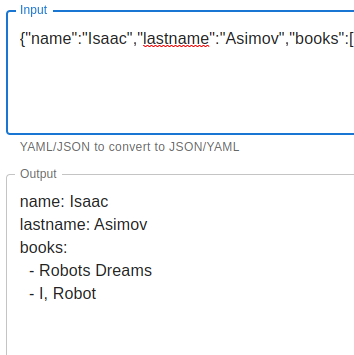 Input
{"name":"Isaac","lastname":"Asimov","books":[
YAML/JSON to convert to JSON/YAML
Output
name: Isaac
lastname: Asimov
books:
  - Robots Dreams
  - I, Robot